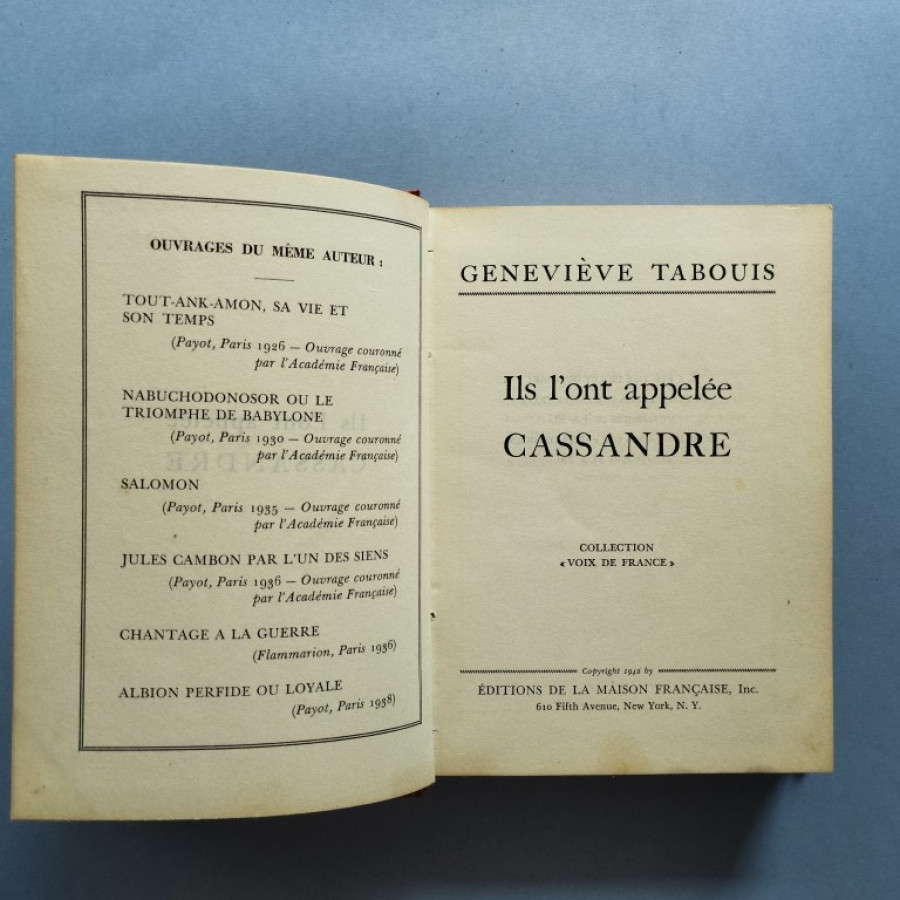 OUVRAGES DU MÊME AUTEUR :
TOUT-ANK-AMON, SA VIE ET
SON TEMPS
(Payot, Paris 1926 — Ouvrage couronné
par l'Académie Française)
NABUCHODONOSOR OU LE
TRIOMPHE DE BABYLONE
(Payot, Paris 1930 — Ouvrage couronné
par l'Académie Française)
SALOMON
(Payot, Paris 1935 — Ouvrage couronné
par l'Académie Française)
JULES CAMBON PAR L'UN DES SIENS
(Payot, Paris 1936 — Ouvrage couronné
par l'Académie Française)
CHANTAGE A LA GUERRE
(Flammarion, Paris 1936)
ALBION PERFIDE OU LOYALE
(Payot, Paris 1938)
GENEVIÈVE TABOUIS
Ils l'ont appelée
CASSANDRE
COLLECTION
« VOIX DE FRANCE »
Copyright 1942 by
ÉDITIONS DE LA MAISON FRANÇAISE, Inc.
610 Fifth Avenue, New York, N. Y.